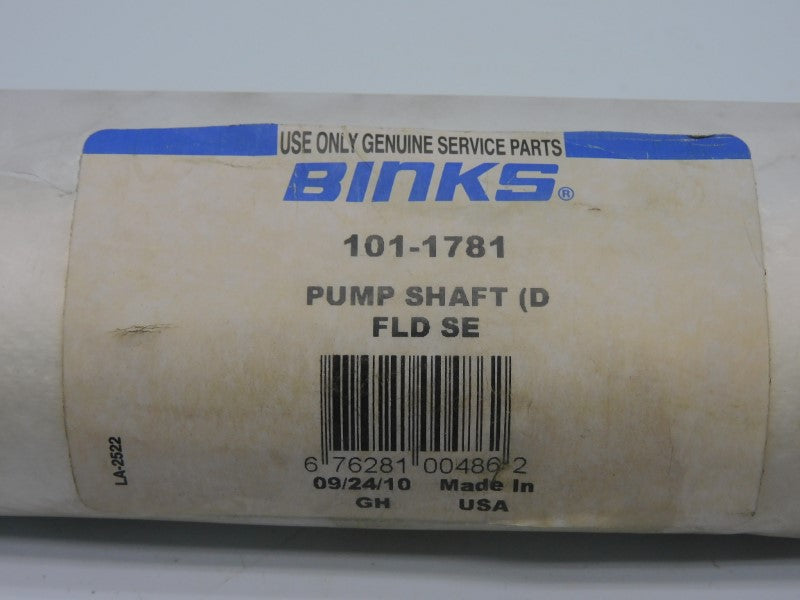 USE ONLY GENUINE SERVICE PARTS
BINKS®
101-1781
PUMP SHAFT (D
FLD SE
6 76281 00486 2
09/24/10 Made In
GH USA
LA-2522